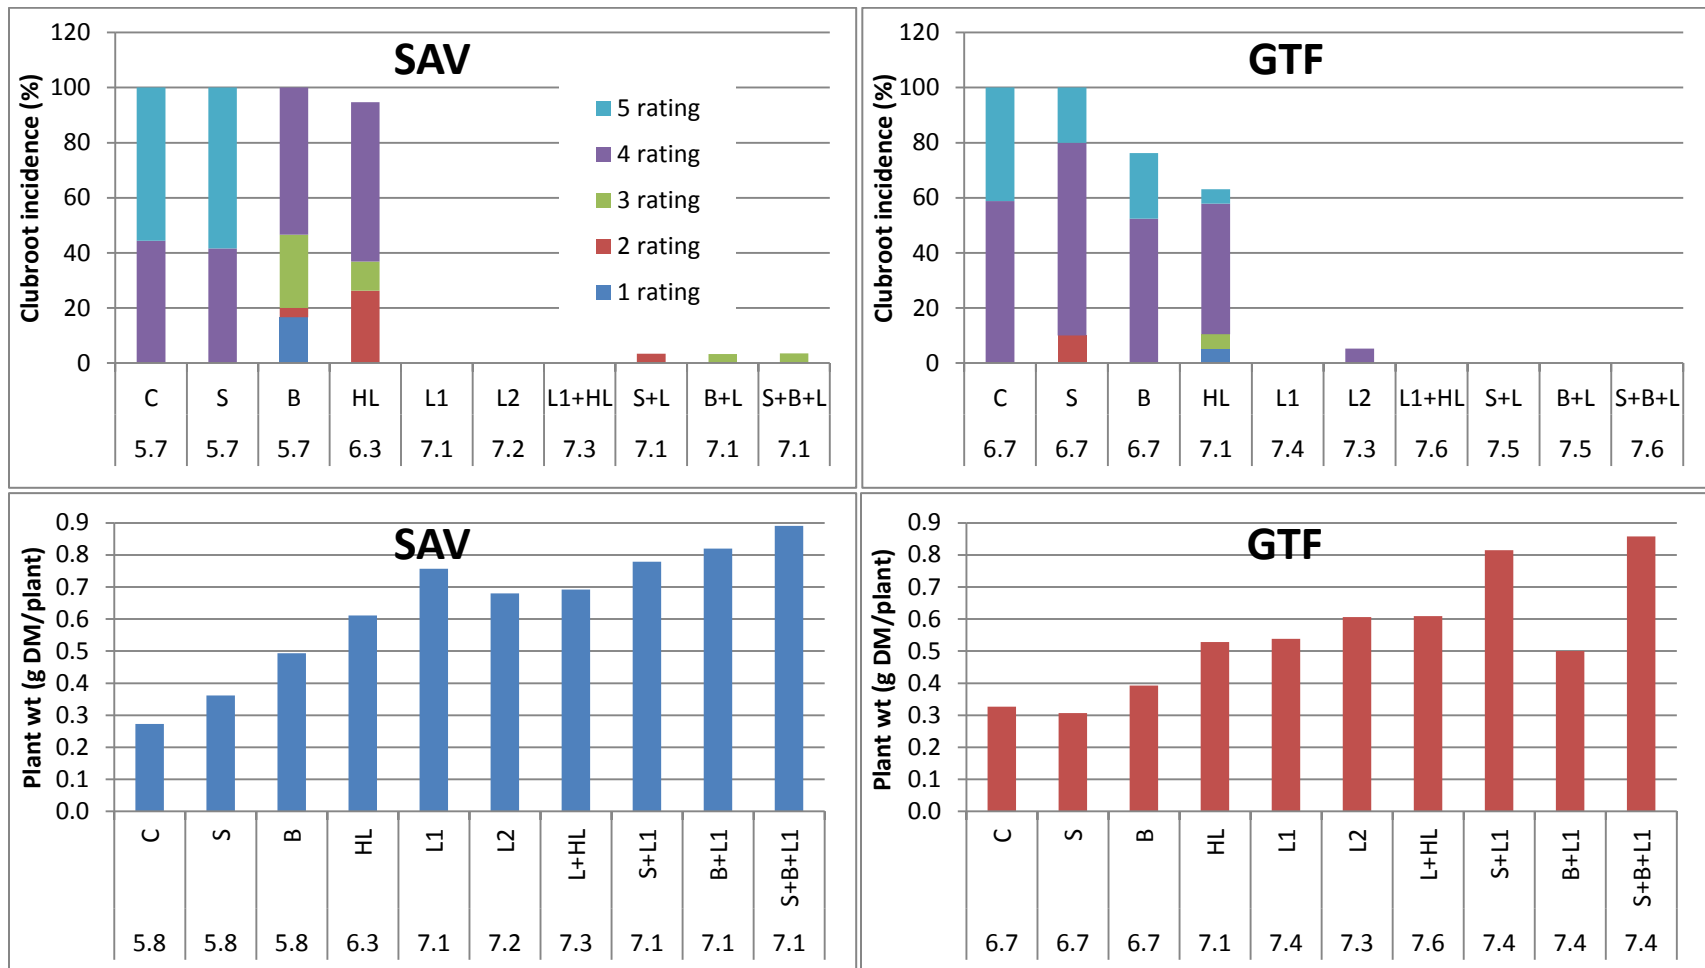 SAV
Clubroot incidence (%)
120
100
80
60
40
20
0
5 rating
4 rating
3 rating
2 rating
1 rating
C S B HL L1 L2 L1+HL S+L B+L S+B+L
5.7 5.7 5.7 6.3 7.1 7.2 7.3 7.1 7.1 7.1
GTF
Clubroot incidence (%)
120
100
80
60
40
20
0
C S B HL L1 L2 L1+HL S+L B+L S+B+L
6.7 6.7 6.7 7.1 7.4 7.3 7.6 7.5 7.5 7.6
SAV
Plant wt (g DM/plant)
0.9
0.8
0.7
0.6
0.5
0.4
0.3
0.2
0.1
0.0
C S B HL L1 L2 L+HL S+L1 B+L1 S+B+L1
5.8 5.8 5.8 6.3 7.1 7.2 7.3 7.1 7.1 7.1
GTF
Plant wt (g DM/plant)
0.9
0.8
0.7
0.6
0.5
0.4
0.3
0.2
0.1
0.0
C S B HL L1 L2 L+HL S+L1 B+L1 S+B+L1
6.7 6.7 6.7 7.1 7.4 7.3 7.6 7.4 7.4 7.4